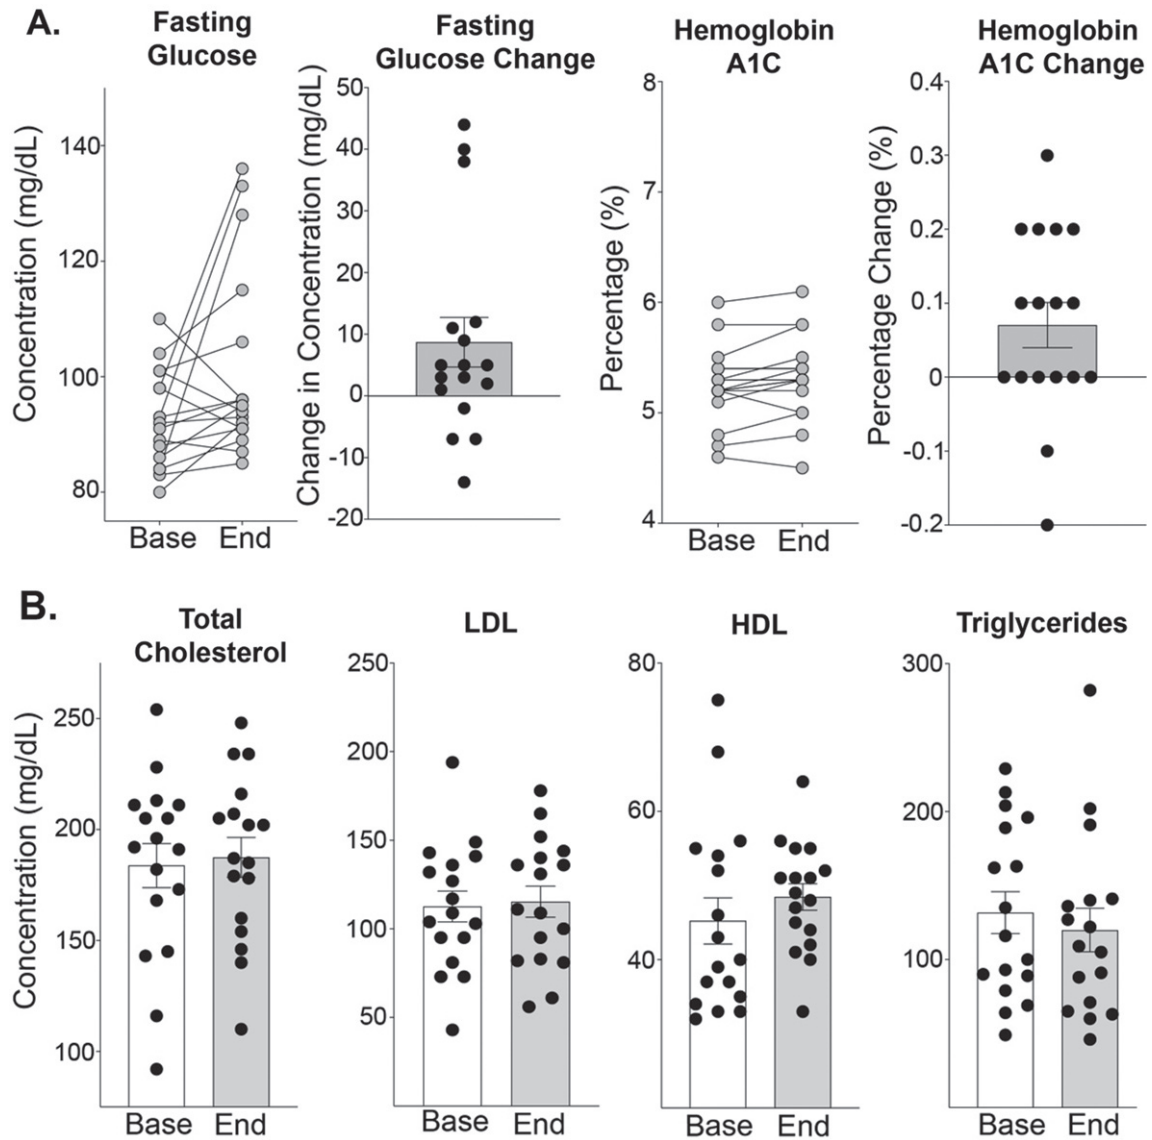 A.
Fasting
Glucose
Concentration (mg/dL)
140
120
100
80
Base End
Fasting
Glucose Change
Change in Concentration (mg/dL)
50
40
30
20
10
0
-10
-20
Hemoglobin
A1C
Percentage (%)
8
7
6
5
4
Base End
Hemoglobin
A1C Change
Percentage Change (%)
0.4
0.3
0.2
0.1
0
-0.1
-0.2
B.
Total
Cholesterol
Concentration (mg/dL)
250
200
150
100
Base End
LDL
250
200
150
100
50
Base End
HDL
80
60
40
Base End
Triglycerides
300
200
100
Base End